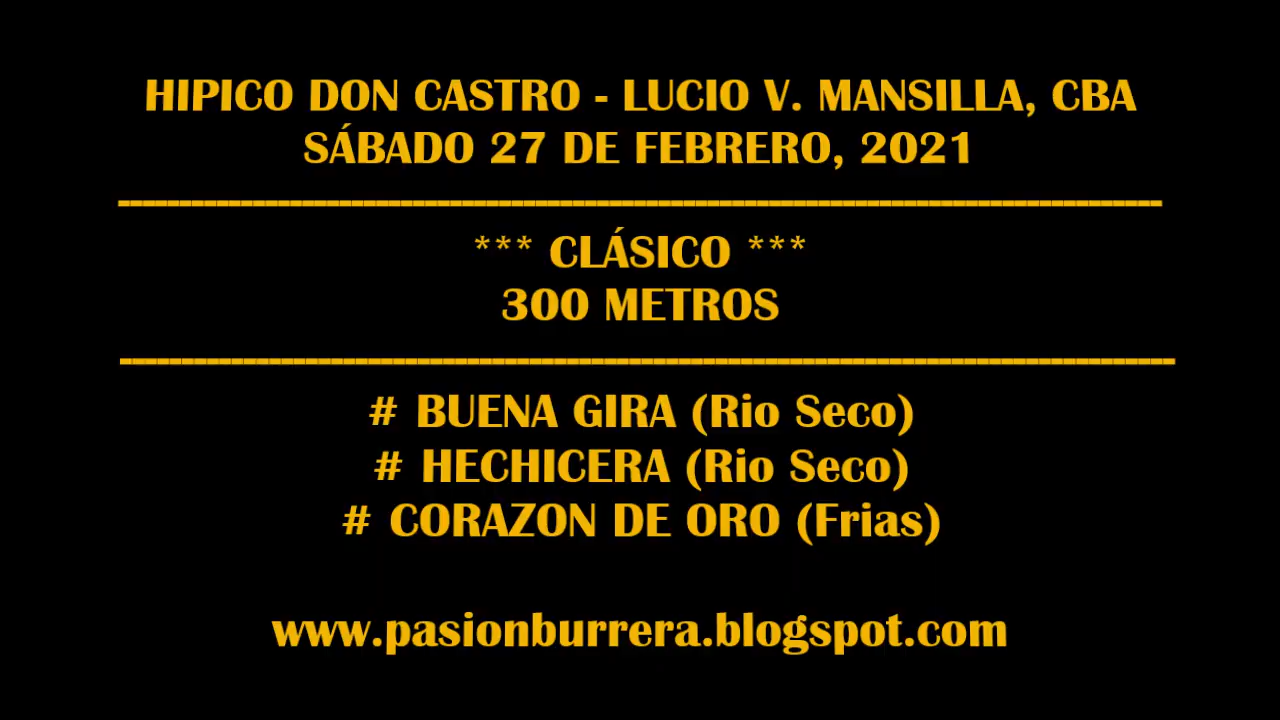 HIPICO DON CASTRO - LUCIO V. MANSILLA, CBA
SÁBADO 27 DE FEBRERO, 2021
*** CLÁSICO ***
300 METROS
# BUENA GIRA (Rio Seco)
# HECHICERA (Rio Seco)
# CORAZON DE ORO (Frias)
www.pasionburrera.blogspot.com